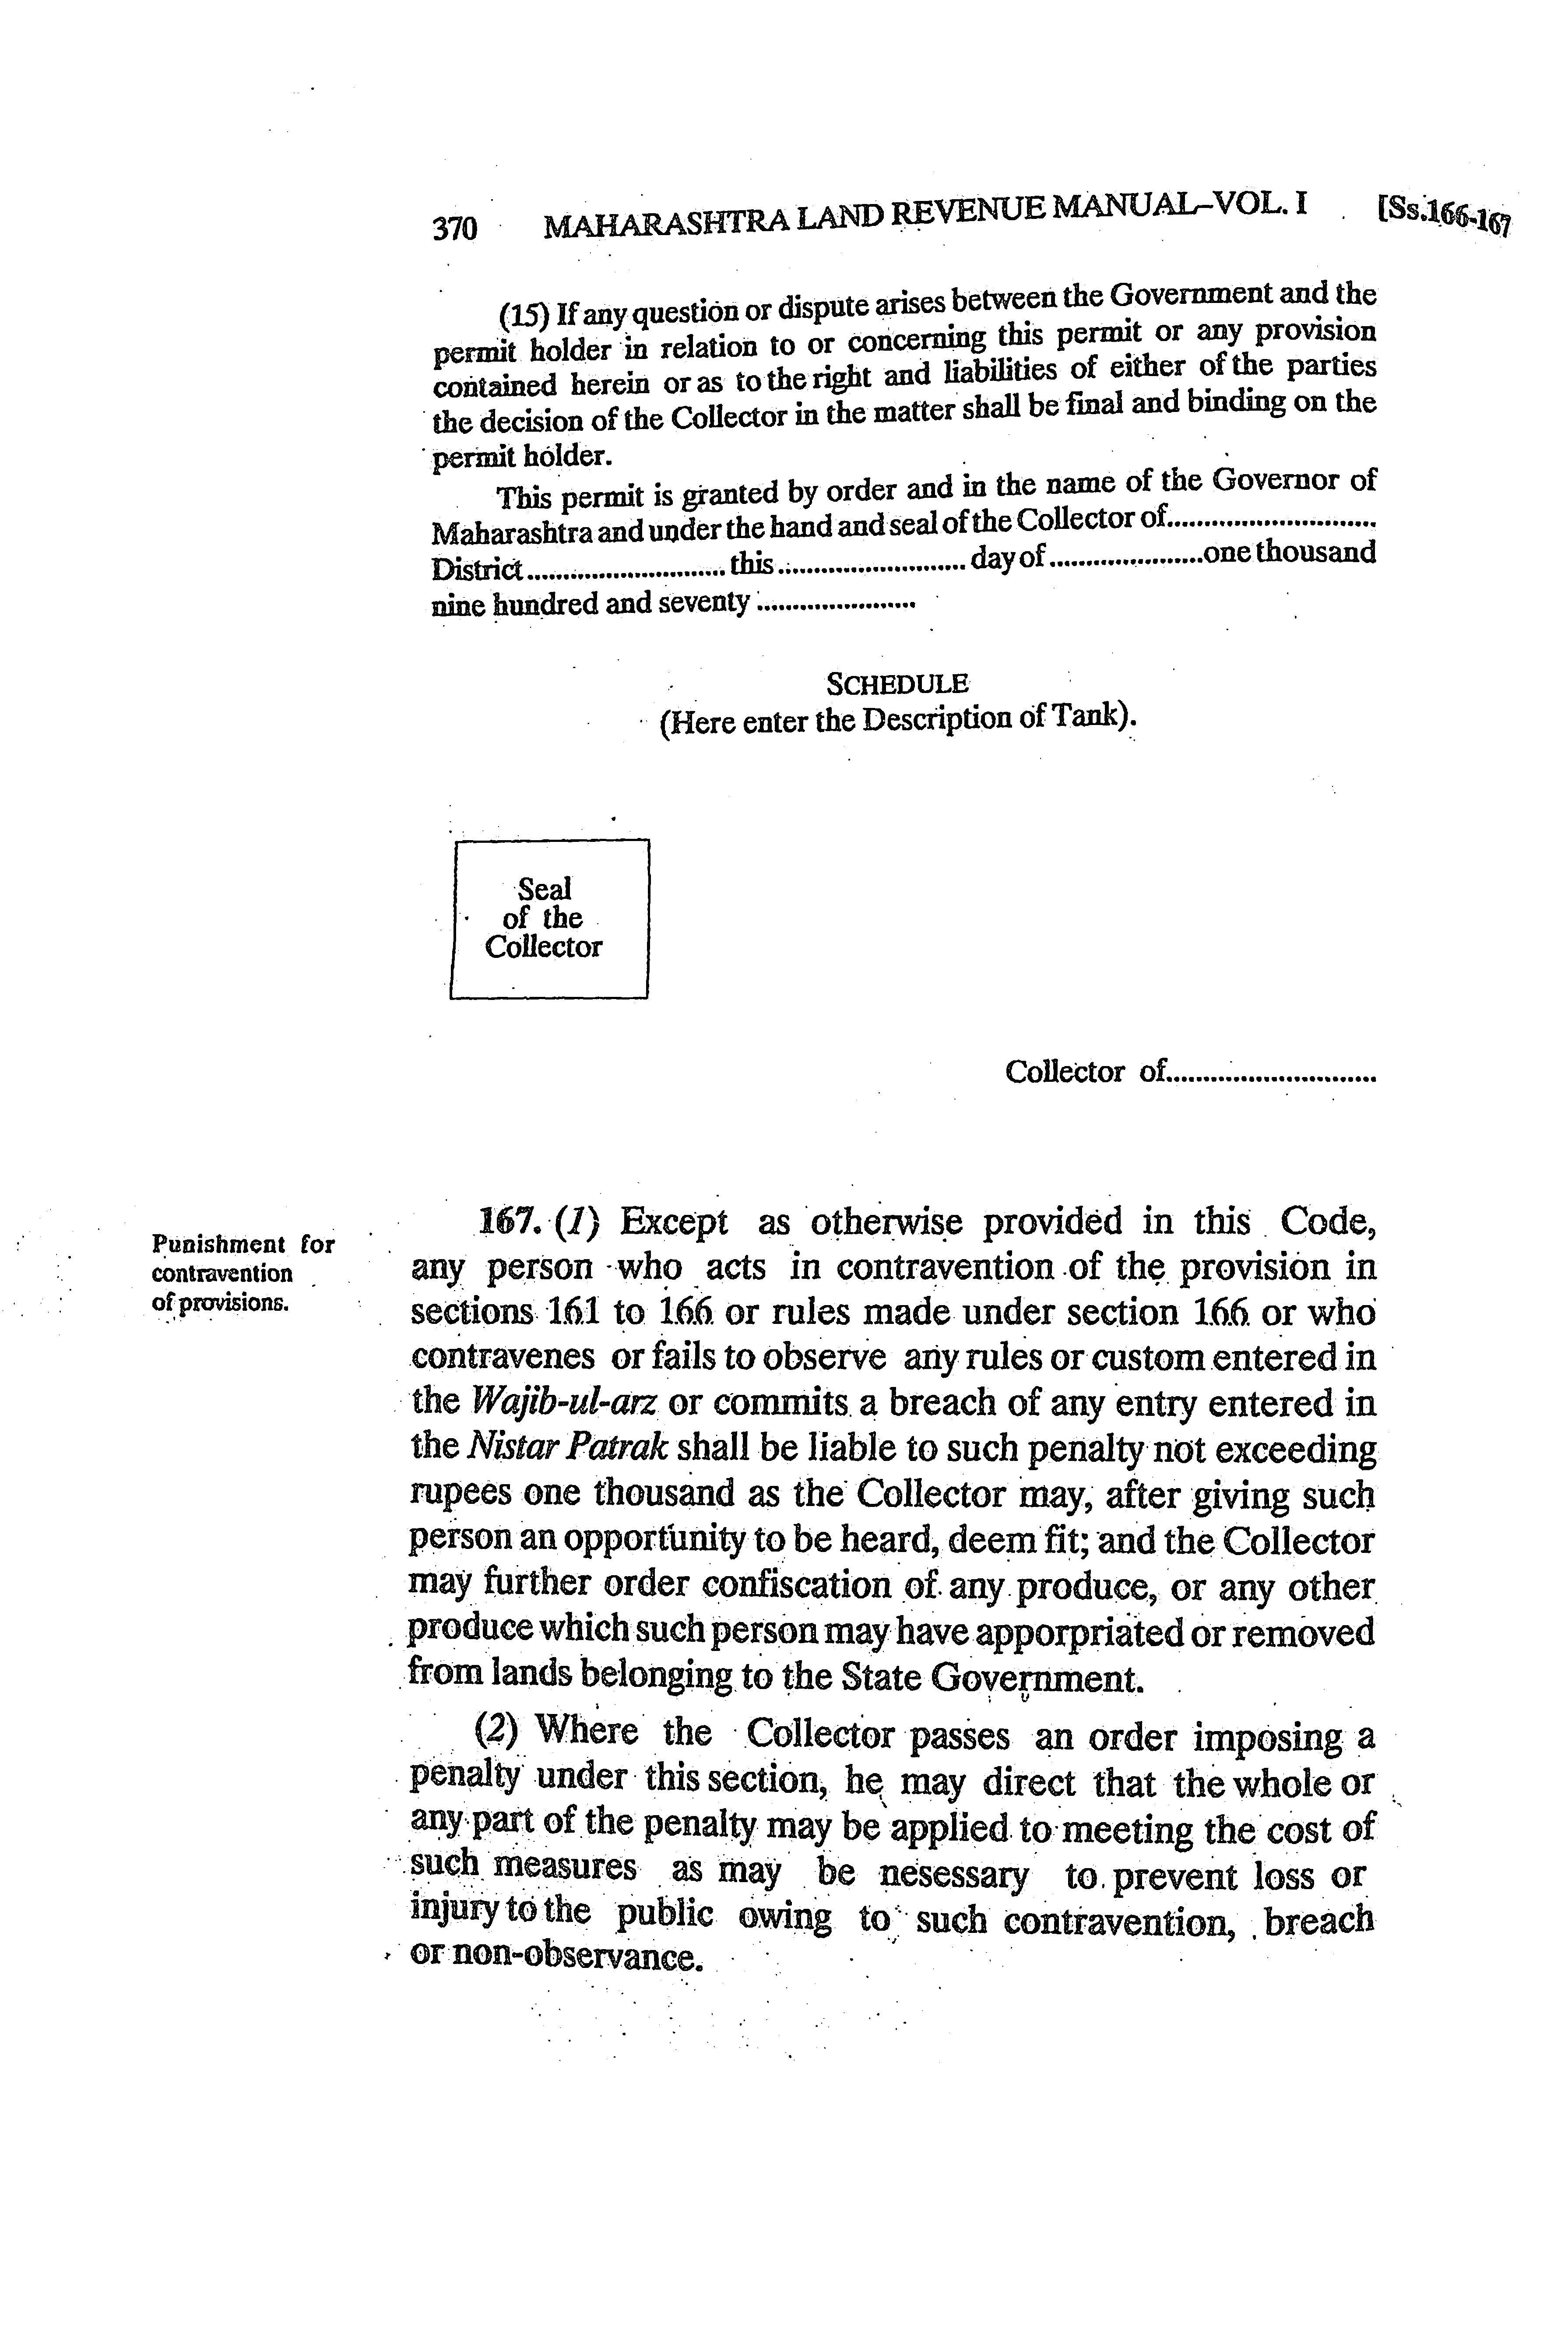 370 MAHARASHTRA LAND REVENUE MANUAL–VOL. I [Ss.166-167
(15) If any question or dispute arises between the Government and the
permit holder in relation to or concerning this permit or any provision
contained herein or as to the right and liabilities of either of the parties
the decision of the Collector in the matter shall be final and binding on the
permit holder.
This permit is granted by order and in the name of the Governor of
Maharashtra and under the hand and seal of the Collector of............................
District........................... this......................... day of.....................one thousand
nine hundred and seventy ......................
SCHEDULE
(Here enter the Description of Tank).
Seal
of the
Collector
Collector of............................
Punishment for
contravention
of provisions.
167. (1) Except as otherwise provided in this Code,
any person who acts in contravention of the provision in
sections 161 to 166 or rules made under section 166 or who
contravenes or fails to observe any rules or custom entered in
the Wajib-ul-arz or commits a breach of any entry entered in
the Nistar Patrak shall be liable to such penalty not exceeding
rupees one thousand as the Collector may, after giving such
person an opportunity to be heard, deem fit; and the Collector
may further order confiscation of any produce, or any other
produce which such person may have apporpriated or removed
from lands belonging to the State Government.
(2) Where the Collector passes an order imposing a
penalty under this section, he may direct that the whole or
any part of the penalty may be applied to meeting the cost of
such measures as may be nesessary to prevent loss or
injury to the public owing to such contravention, breach
or non-observance.